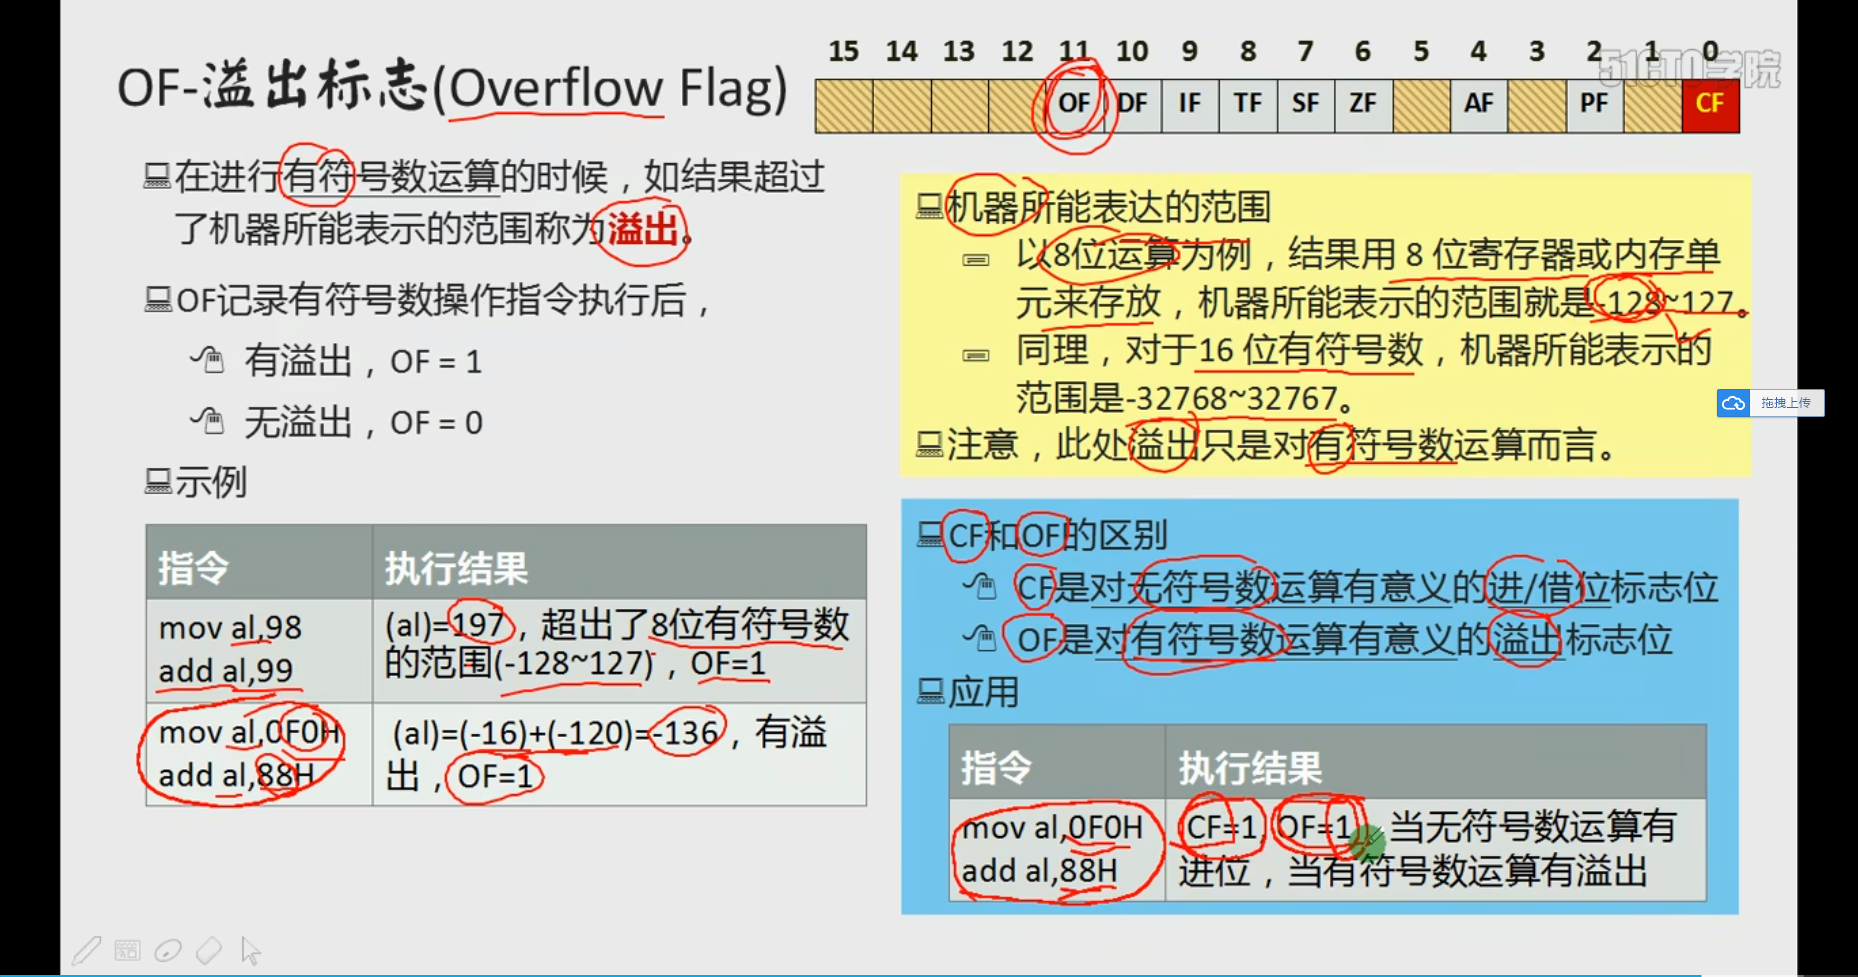 OF-溢出标志(Overflow Flag)
15 14 13 12 11 10 9 8 7 6 5 4 3 2 1 0
OF DF IF TF SF ZF AF PF CF
51CTO学院
在进行有符号数运算的时候，如结果超过
了机器所能表示的范围称为溢出。
OF记录有符号数操作指令执行后，
有溢出，OF = 1
无溢出，OF = 0
示例
指令 执行结果
mov al,98
add al,99
(al)=197，超出了8位有符号数
的范围(-128~127)，OF=1
mov al,0F0H
add al,88H
(al)=(-16)+(-120)=-136，有溢
出，OF=1
机器所能表达的范围
以8位运算为例，结果用 8 位寄存器或内存单
元来存放，机器所能表示的范围就是-128~127。
同理，对于16 位有符号数，机器所能表示的
范围是-32768~32767。
注意，此处溢出只是对有符号数运算而言。
拖拽上传
CF和OF的区别
CF是对无符号数运算有意义的进/借位标志位
OF是对有符号数运算有意义的溢出标志位
应用
指令 执行结果
mov al,0F0H
add al,88H
CF=1, OF=1，当无符号数运算有
进位，当有符号数运算有溢出